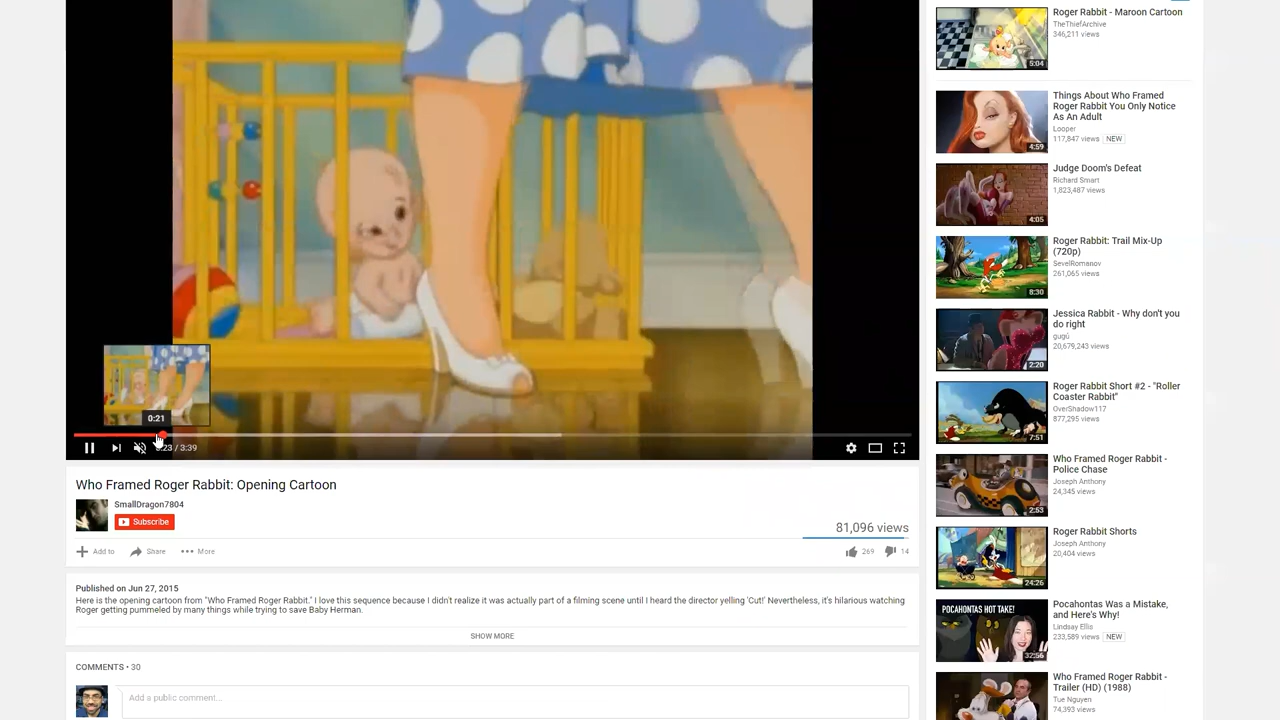 0:21
3:23 / 3:39
Who Framed Roger Rabbit: Opening Cartoon
SmallDragon7804
Subscribe
81,096 views
Add to Share More
269 14
Published on Jun 27, 2015
Here is the opening cartoon from "Who Framed Roger Rabbit." I love this sequence because I didn't realize it was actually part of a filming scene until I heard the director yelling 'Cut!' Nevertheless, it's hilarious watching
Roger getting pummeled by many things while trying to save Baby Herman.
SHOW MORE
COMMENTS • 30
Add a public comment...
Roger Rabbit - Maroon Cartoon
TheThiefArchive
346,211 views
5:04
Things About Who Framed
Roger Rabbit You Only Notice
As An Adult
Looper
117,847 views NEW
4:59
Judge Doom's Defeat
Richard Smart
1,823,487 views
4:05
Roger Rabbit: Trail Mix-Up
(720p)
SevelRomanov
261,065 views
8:30
Jessica Rabbit - Why don't you
do right
gugù
20,679,243 views
2:20
Roger Rabbit Short #2 - "Roller
Coaster Rabbit"
OverShadow117
877,295 views
7:51
Who Framed Roger Rabbit -
Police Chase
Joseph Anthony
24,345 views
2:53
Roger Rabbit Shorts
Joseph Anthony
20,404 views
24:26
POCAHONTAS HOT TAKE!
Pocahontas Was a Mistake,
and Here's Why!
Lindsay Ellis
233,589 views NEW
32:56
Who Framed Roger Rabbit -
Trailer (HD) (1988)
Tue Nguyen
74,393 views